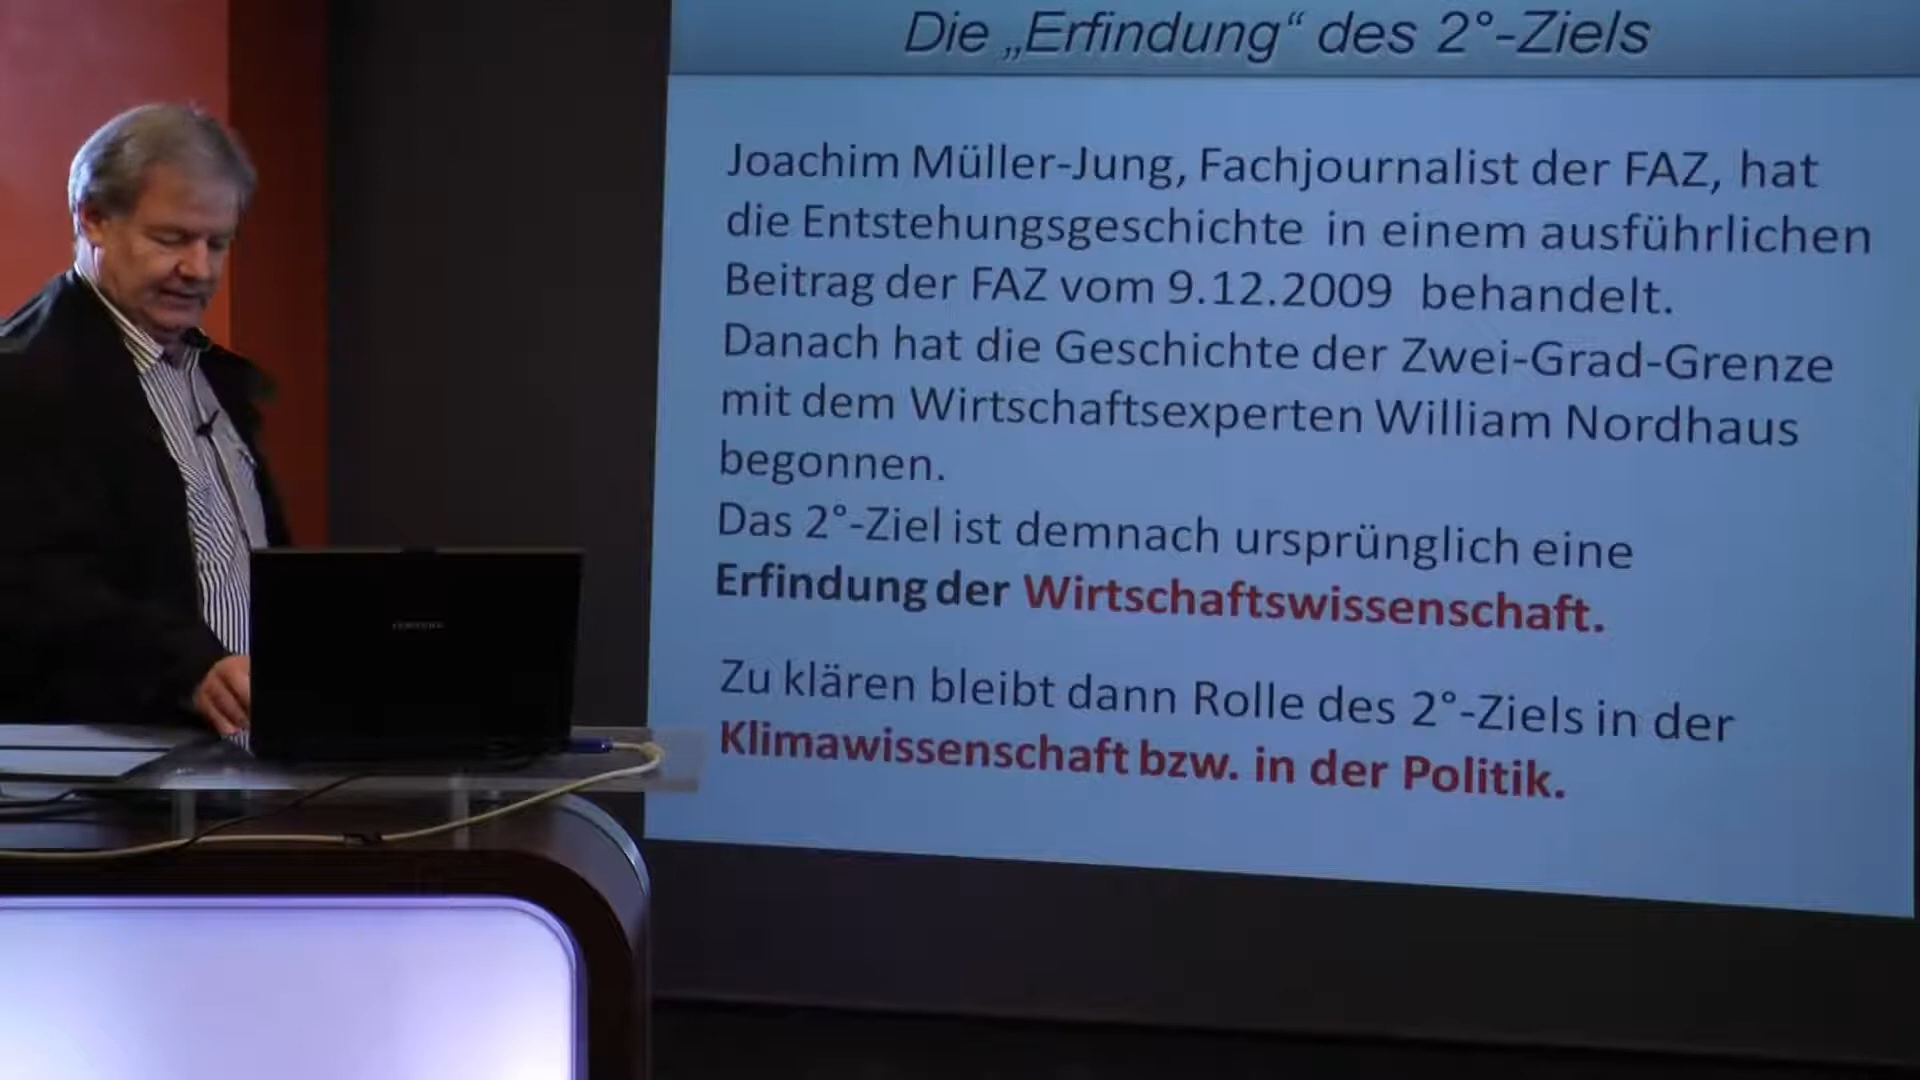 Die „Erfindung“ des 2°-Ziels
Joachim Müller-Jung, Fachjournalist der FAZ, hat
die Entstehungsgeschichte in einem ausführlichen
Beitrag der FAZ vom 9.12.2009 behandelt.
Danach hat die Geschichte der Zwei-Grad-Grenze
mit dem Wirtschaftsexperten William Nordhaus
begonnen.
Das 2°-Ziel ist demnach ursprünglich eine
Erfindung der Wirtschaftswissenschaft.
Zu klären bleibt dann Rolle des 2°-Ziels in der
Klimawissenschaft bzw. in der Politik.
SAMSUNG